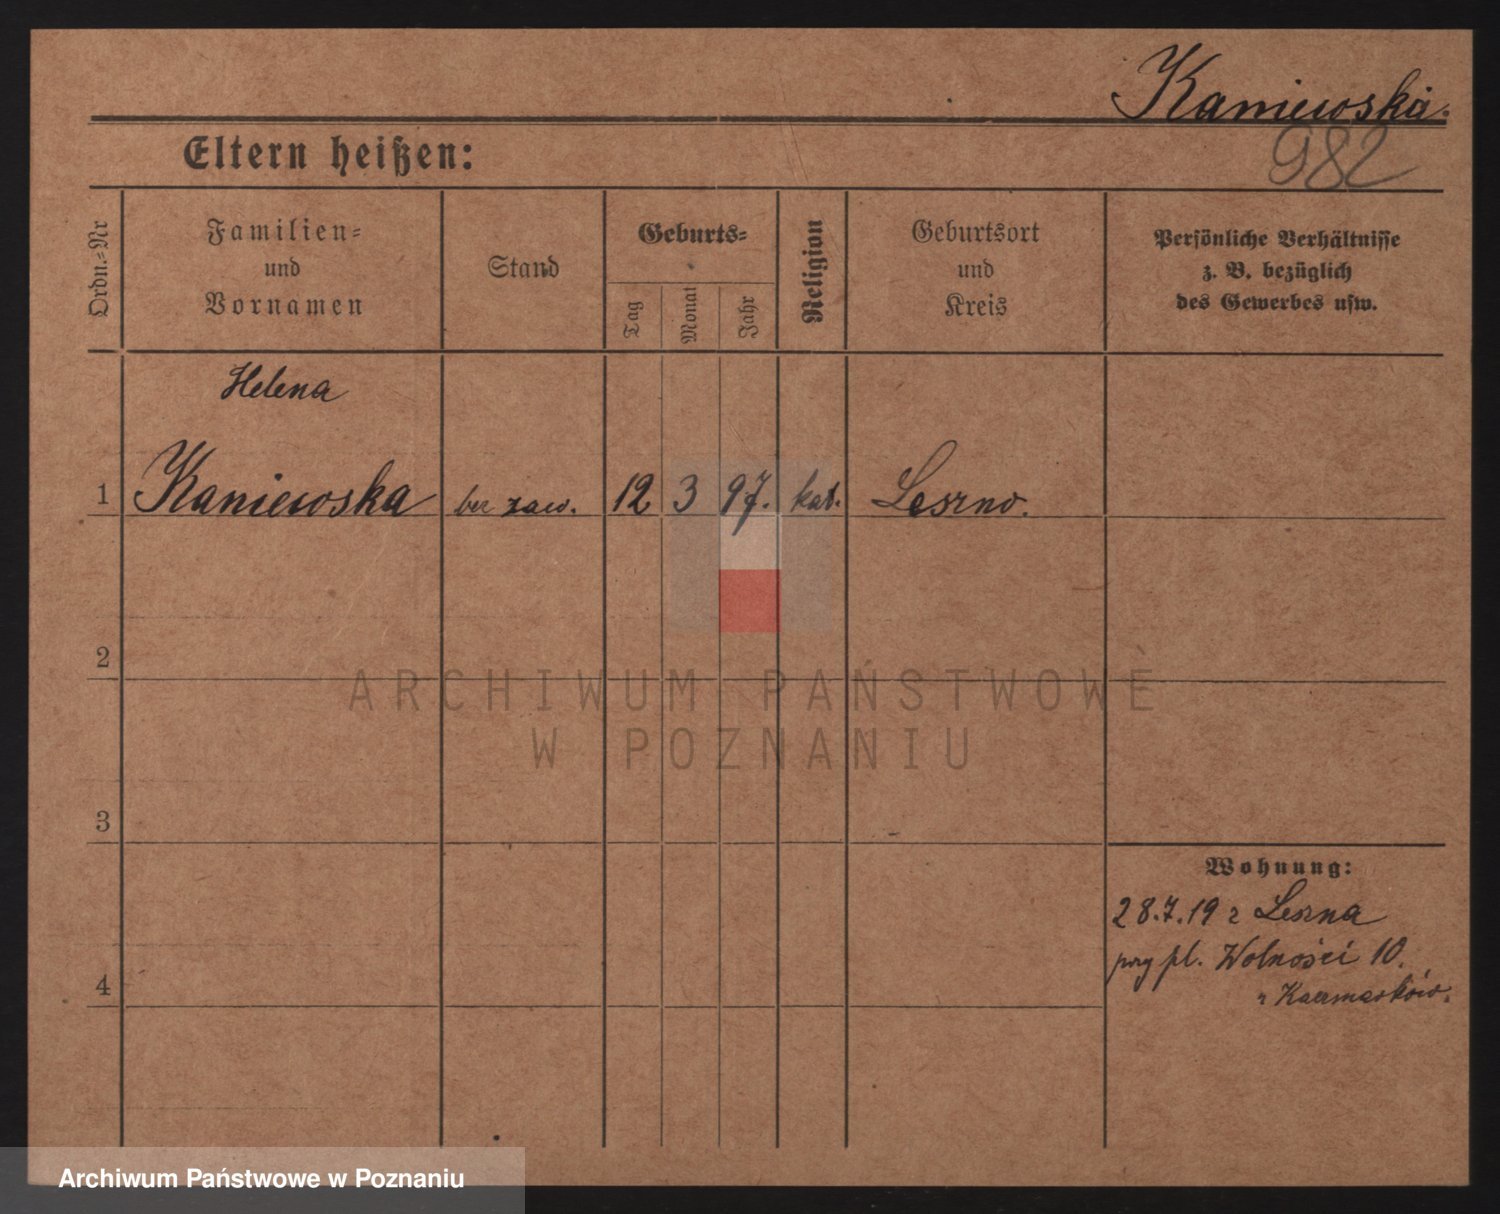 Kaniewska.
982
Eltern heißen:
Ordn.-Nr
Familien-
und
Vornamen
Stand
Geburts-
Tag
Monat
Jahr
Religion
Geburtsort
und
Kreis
Persönliche Verhältnisse
z. B. bezüglich
des Gewerbes usw.
Helena
1 Kaniewska bez zaw. 12 3 97. kat. Leszno.
2
ARCHIWUM PAŃSTWOWE
W POZNANIU
3
Wohnung:
28.7.19 z Leszna
przy pl. Wolności 10.
4
Archiwum Państwowe w Poznaniu